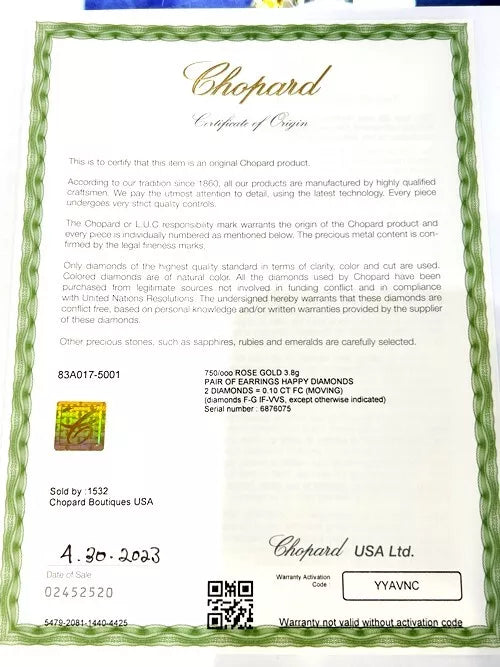 Chopard
Certificate of Origin
This is to certify that this item is an original Chopard product.
According to our tradition since 1860, all our products are manufactured by highly qualified
craftsmen. We pay the utmost attention to detail, using the latest technology. Every piece
undergoes very strict quality controls.
The Chopard or L.U.C responsibility mark warrants the origin of the Chopard product and
every piece is individually numbered as mentioned below. The precious metal content is con-
firmed by the legal fineness marks.
Only diamonds of the highest quality standard in terms of clarity, color and cut are used.
Colored diamonds are of natural color. All the diamonds used by Chopard have been
purchased from legitimate sources not involved in funding conflict and in compliance
with United Nations Resolutions. The undersigned hereby warrants that these diamonds are
conflict free, based on personal knowledge and/or written warranties provided by the supplier
of these diamonds.
Other precious stones, such as sapphires, rubies and emeralds are carefully selected.
83A017-5001
750/ooo ROSE GOLD 3.8g
PAIR OF EARRINGS HAPPY DIAMONDS
2 DIAMONDS = 0.10 CT FC (MOVING)
(diamonds F-G IF-VVS, except otherwise indicated)
Serial number : 6876075
Sold by :1532
Chopard Boutiques USA
4.30.2023
Date of Sale
02452520
5479-2081-1440-4425
Chopard USA Ltd.
Warranty Activation
Code
YYAVNC
Warranty not valid without activation code